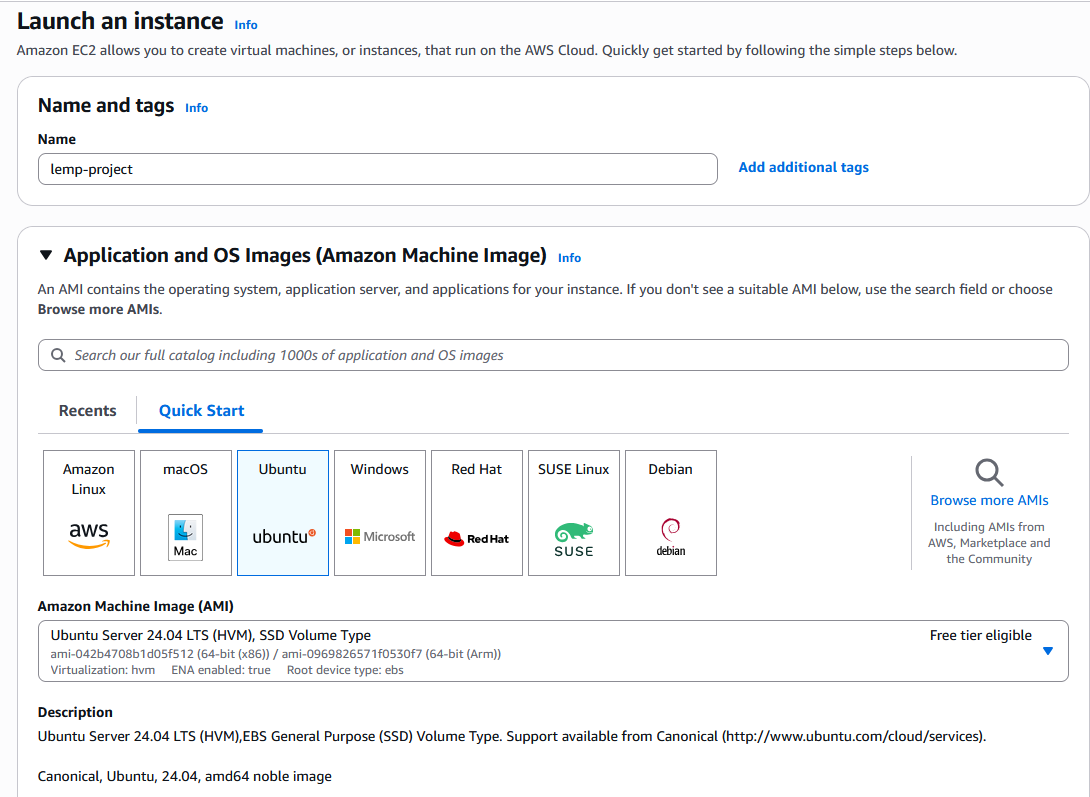 Launch an instance Info
Amazon EC2 allows you to create virtual machines, or instances, that run on the AWS Cloud. Quickly get started by following the simple steps below.
Name and tags Info
Name
lemp-project
Add additional tags
Application and OS Images (Amazon Machine Image) Info
An AMI contains the operating system, application server, and applications for your instance. If you don't see a suitable AMI below, use the search field or choose
Browse more AMIs.
Search our full catalog including 1000s of application and OS images
Recents
Quick Start
Amazon
Linux
aws
macOS
Mac
Ubuntu
ubuntu
Windows
Microsoft
Red Hat
Red Hat
SUSE Linux
SUSE
Debian
debian
Browse more AMIs
Including AMIs from
AWS, Marketplace and
the Community
Amazon Machine Image (AMI)
Ubuntu Server 24.04 LTS (HVM), SSD Volume Type
Free tier eligible
ami-042b4708b1d05f512 (64-bit (x86)) / ami-0969826571f0530f7 (64-bit (Arm))
Virtualization: hvm ENA enabled: true Root device type: ebs
Description
Ubuntu Server 24.04 LTS (HVM),EBS General Purpose (SSD) Volume Type. Support available from Canonical (http://www.ubuntu.com/cloud/services).
Canonical, Ubuntu, 24.04, amd64 noble image